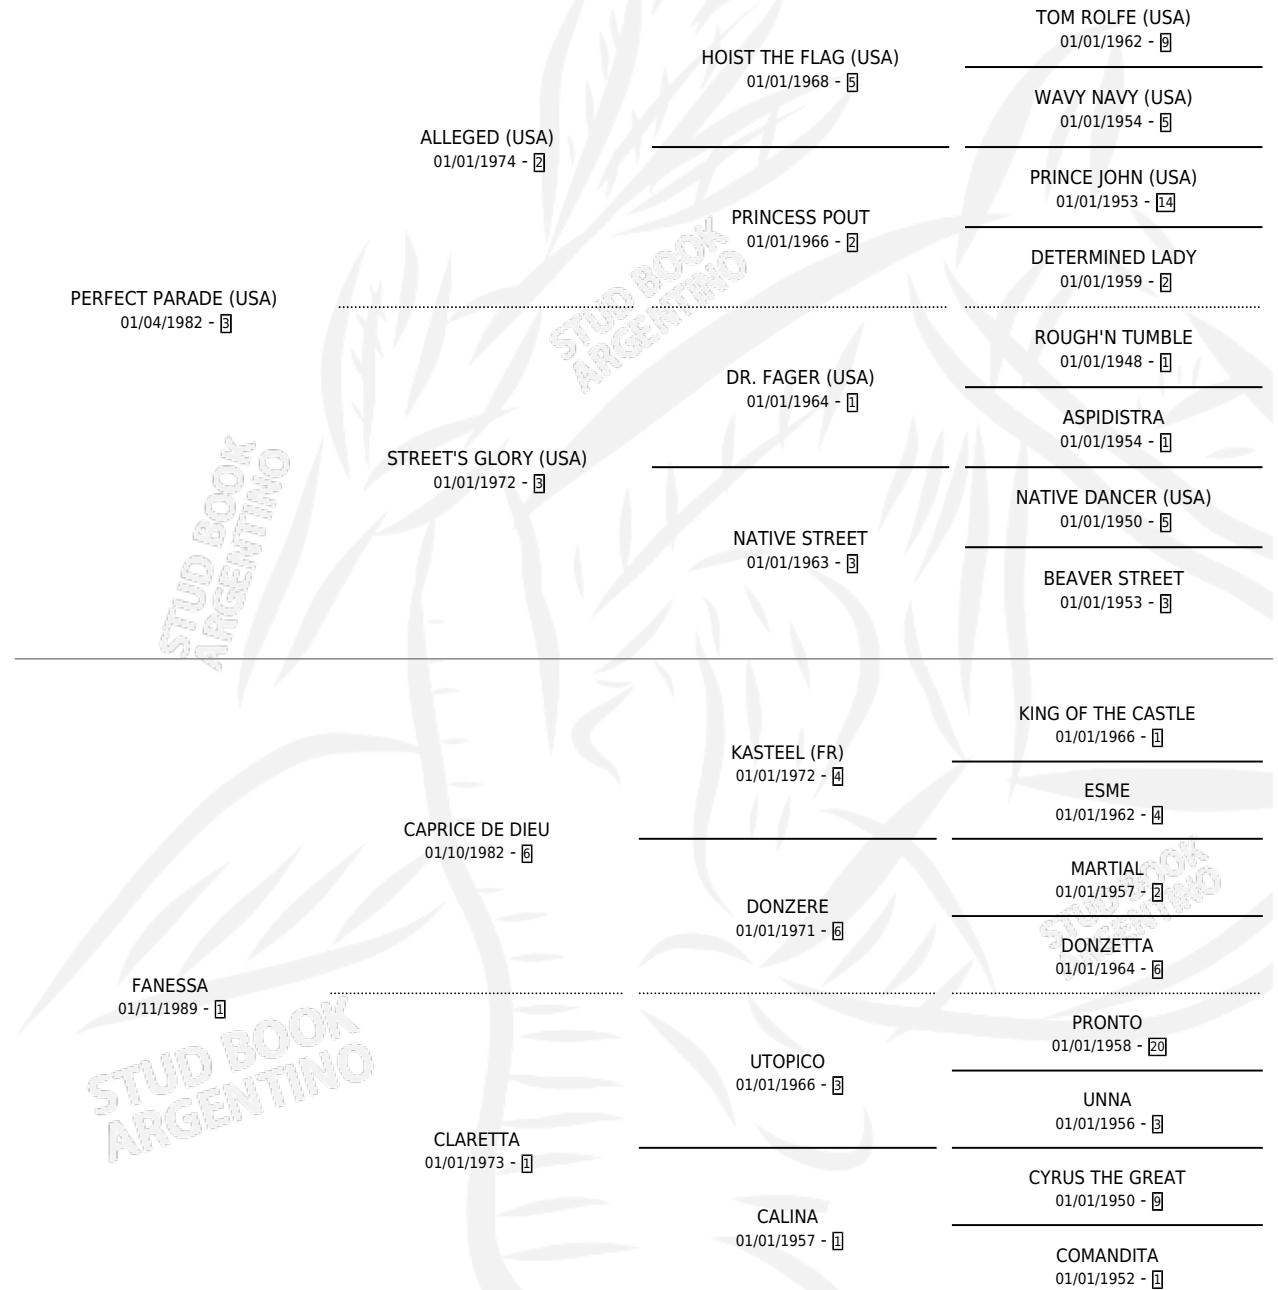 TOM ROLFE (USA)
01/01/1962 - 9
HOIST THE FLAG (USA)
01/01/1968 - 5
WAVY NAVY (USA)
01/01/1954 - 5
ALLEGED (USA)
01/01/1974 - 2
PRINCE JOHN (USA)
01/01/1953 - 14
PRINCESS POUT
01/01/1966 - 2
DETERMINED LADY
01/01/1959 - 2
PERFECT PARADE (USA)
01/04/1982 - 3
ROUGH'N TUMBLE
01/01/1948 - 1
DR. FAGER (USA)
01/01/1964 - 1
ASPIDISTRA
01/01/1954 - 1
STREET'S GLORY (USA)
01/01/1972 - 3
NATIVE DANCER (USA)
01/01/1950 - 5
NATIVE STREET
01/01/1963 - 3
BEAVER STREET
01/01/1953 - 3
KING OF THE CASTLE
01/01/1966 - 1
KASTEEL (FR)
01/01/1972 - 4
ESME
01/01/1962 - 4
CAPRICE DE DIEU
01/10/1982 - 6
MARTIAL
01/01/1957 - 2
DONZERE
01/01/1971 - 6
DONZETTA
01/01/1964 - 6
FANESSA
01/11/1989 - 1
PRONTO
01/01/1958 - 20
UTOPICO
01/01/1966 - 3
UNNA
01/01/1956 - 3
CLARETTA
01/01/1973 - 1
CYRUS THE GREAT
01/01/1950 - 9
CALINA
01/01/1957 - 1
COMANDITA
01/01/1952 - 1
STUD BOOK
ARGENTINO
STUD BOOK
ARGENTINO
STUD BOOK
ARGENTINO
STUD BOOK
ARGENTINO